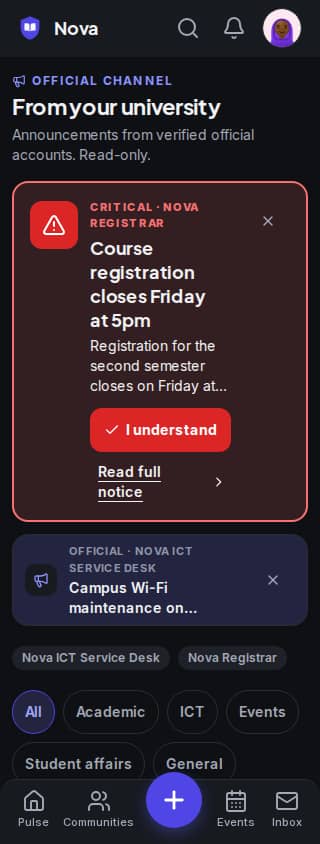 Nova
OFFICIAL CHANNEL
From your university
Announcements from verified official
accounts. Read-only.
CRITICAL · NOVA
REGISTRAR
Course
registration
closes Friday
at 5pm
Registration for the
second semester
closes on Friday at...
I understand
Read full
notice
OFFICIAL · NOVA ICT
SERVICE DESK
Campus Wi-Fi
maintenance on...
Nova ICT Service Desk
Nova Registrar
All
Academic
ICT
Events
Student affairs
General
Pulse
Communities
Events
Inbox